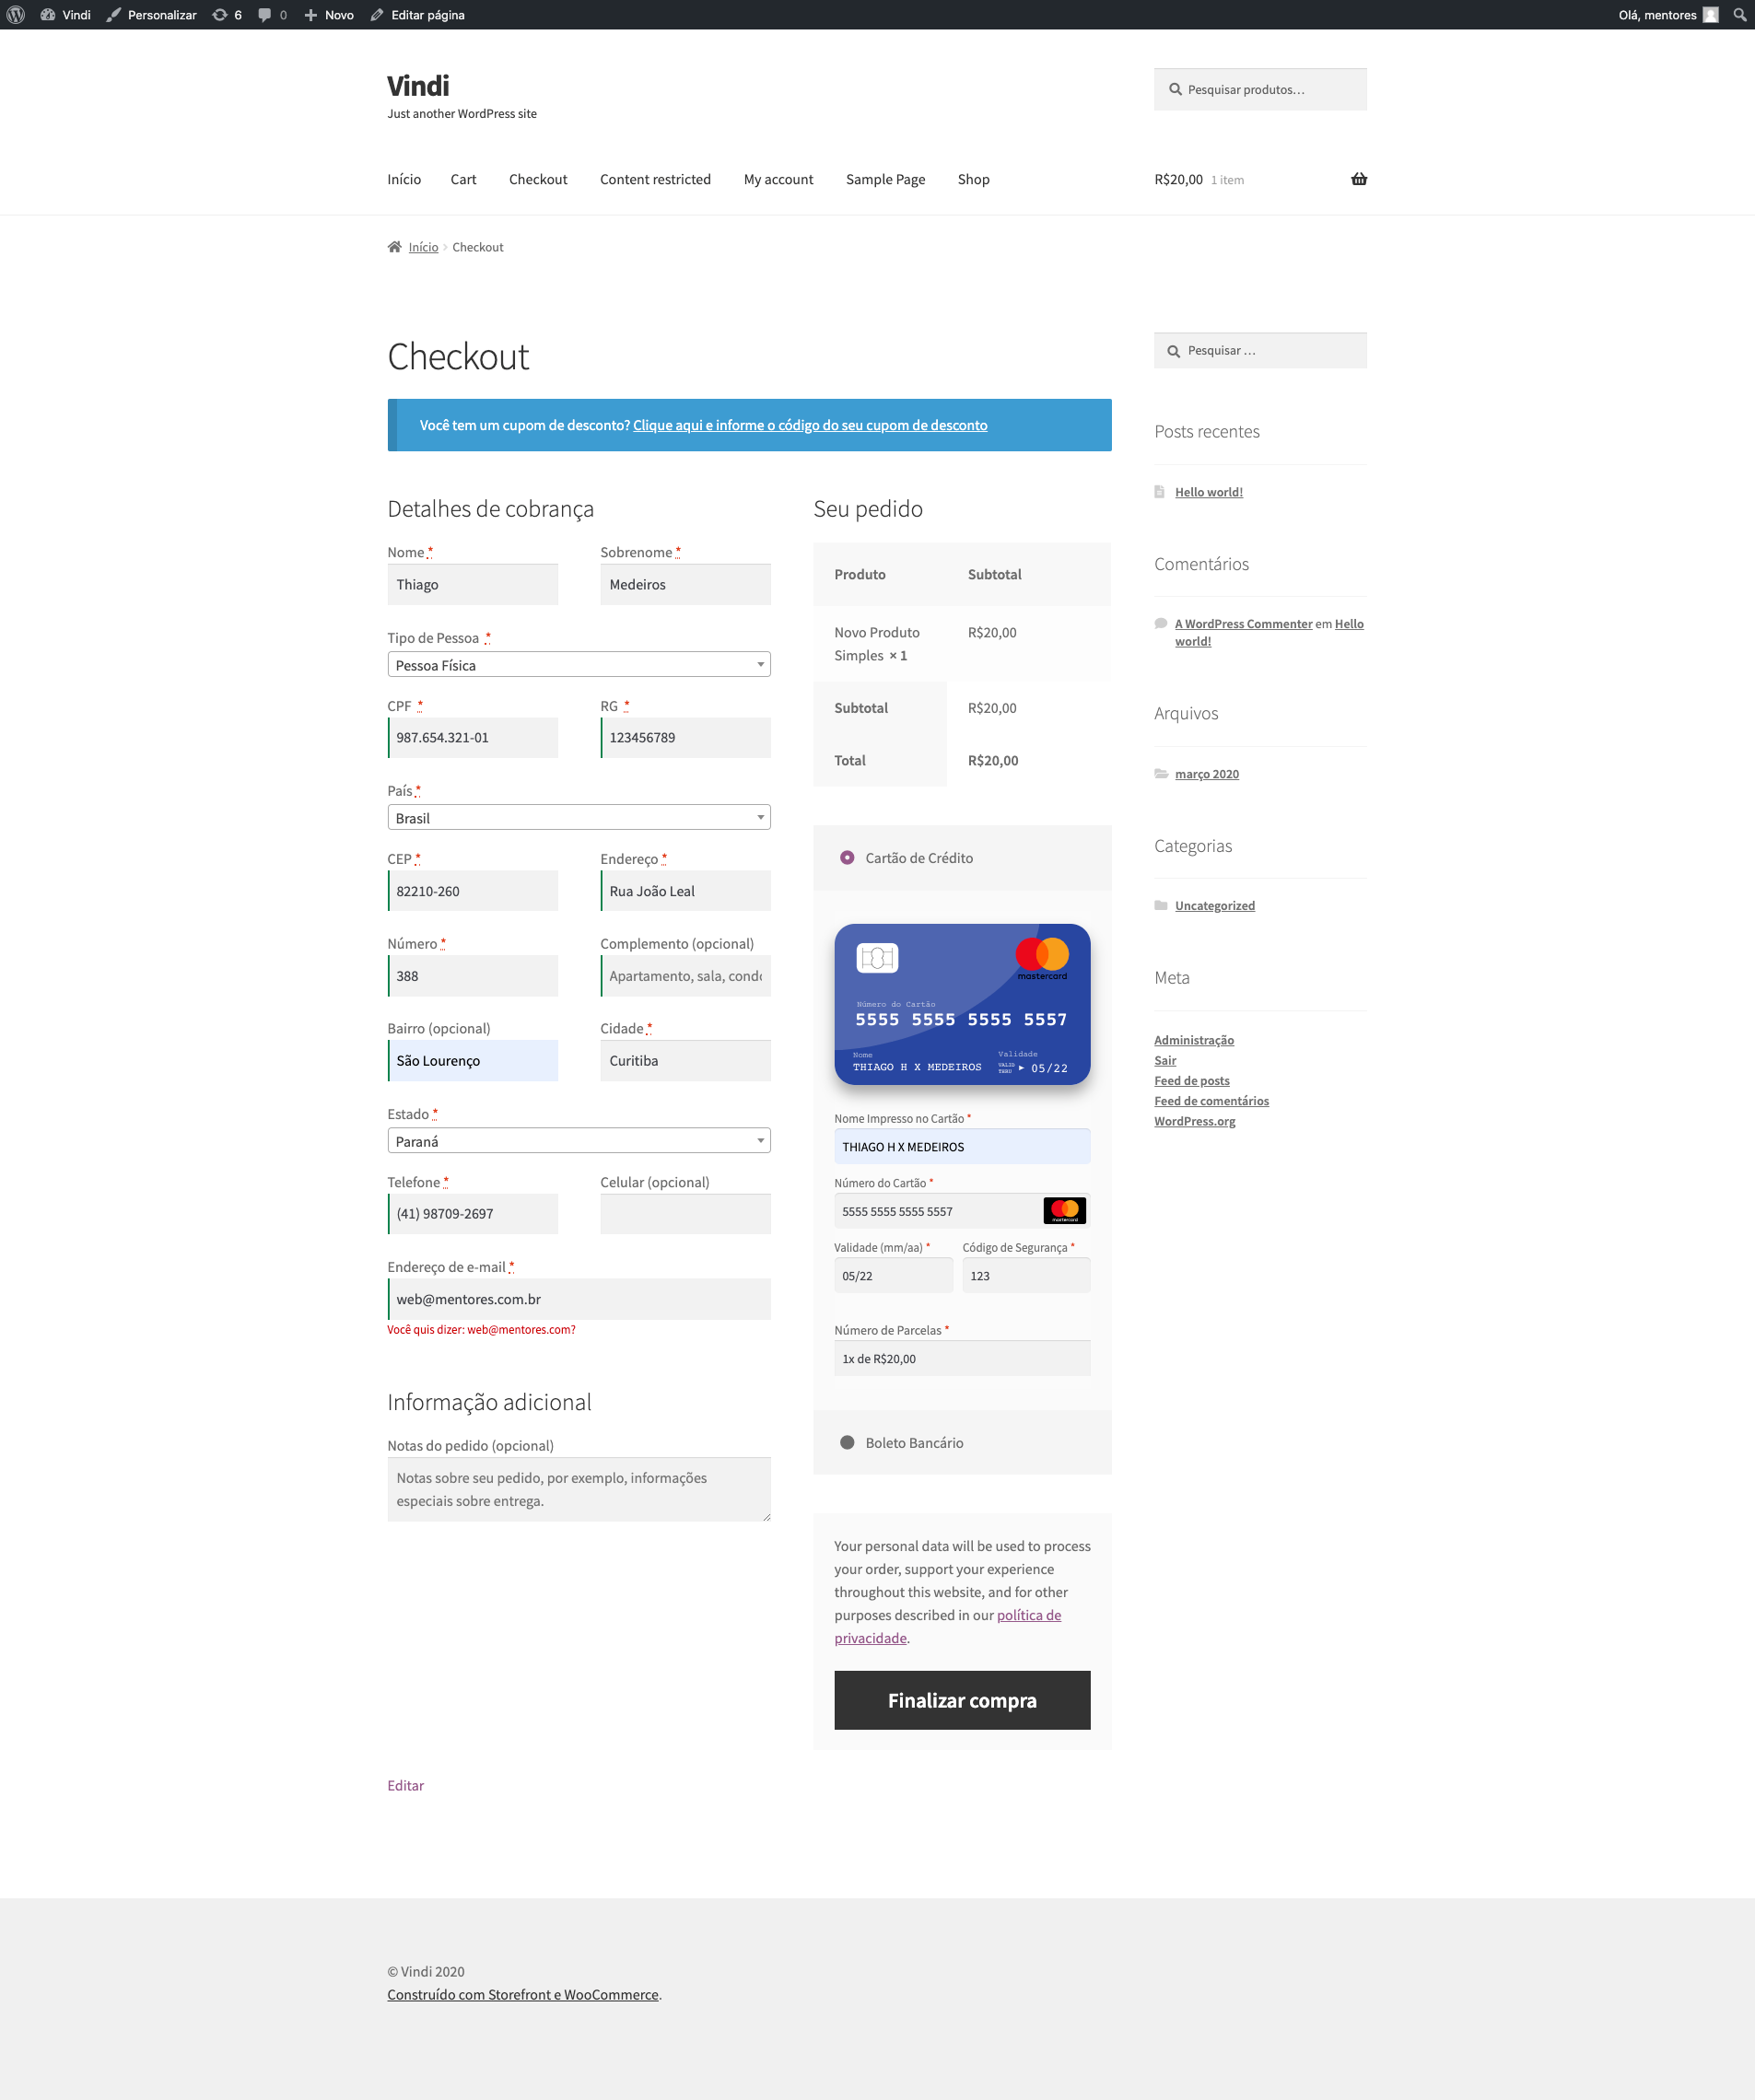 Vindi
Personalizar
6
0
Novo
Editar página
Olá, mentores
Vindi
Just another WordPress site
Pesquisar produtos…
Início
Cart
Checkout
Content restricted
My account
Sample Page
Shop
R$20,00 1 item
Início
Checkout
Checkout
Você tem um cupom de desconto? Clique aqui e informe o código do seu cupom de desconto
Detalhes de cobrança
Nome *
Sobrenome *
Thiago
Medeiros
Tipo de Pessoa *
Pessoa Física
CPF *
RG *
987.654.321-01
123456789
País *
Brasil
CEP *
Endereço *
82210-260
Rua João Leal
Número *
Complemento (opcional)
388
Apartamento, sala, condo
Bairro (opcional)
Cidade *
São Lourenço
Curitiba
Estado *
Paraná
Telefone *
Celular (opcional)
(41) 98709-2697
Endereço de e-mail *
web@mentores.com.br
Você quis dizer: web@mentores.com?
Informação adicional
Notas do pedido (opcional)
Notas sobre seu pedido, por exemplo, informações
especiais sobre entrega.
Seu pedido
Produto
Subtotal
Novo Produto
Simples × 1
R$20,00
Subtotal
R$20,00
Total
R$20,00
Cartão de Crédito
mastercard
Número do Cartão
5555 5555 5555 5557
Nome
Validade
THIAGO H X MEDEIROS
VALID
THRU
05/22
Nome Impresso no Cartão *
THIAGO H X MEDEIROS
Número do Cartão *
5555 5555 5555 5557
mastercard
Validade (mm/aa) *
Código de Segurança *
05/22
123
Número de Parcelas *
1x de R$20,00
Boleto Bancário
Your personal data will be used to process
your order, support your experience
throughout this website, and for other
purposes described in our política de
privacidade.
Finalizar compra
Pesquisar …
Posts recentes
Hello world!
Comentários
A WordPress Commenter em Hello
world!
Arquivos
março 2020
Categorias
Uncategorized
Meta
Administração
Sair
Feed de posts
Feed de comentários
WordPress.org
Editar
© Vindi 2020
Construído com Storefront e WooCommerce.